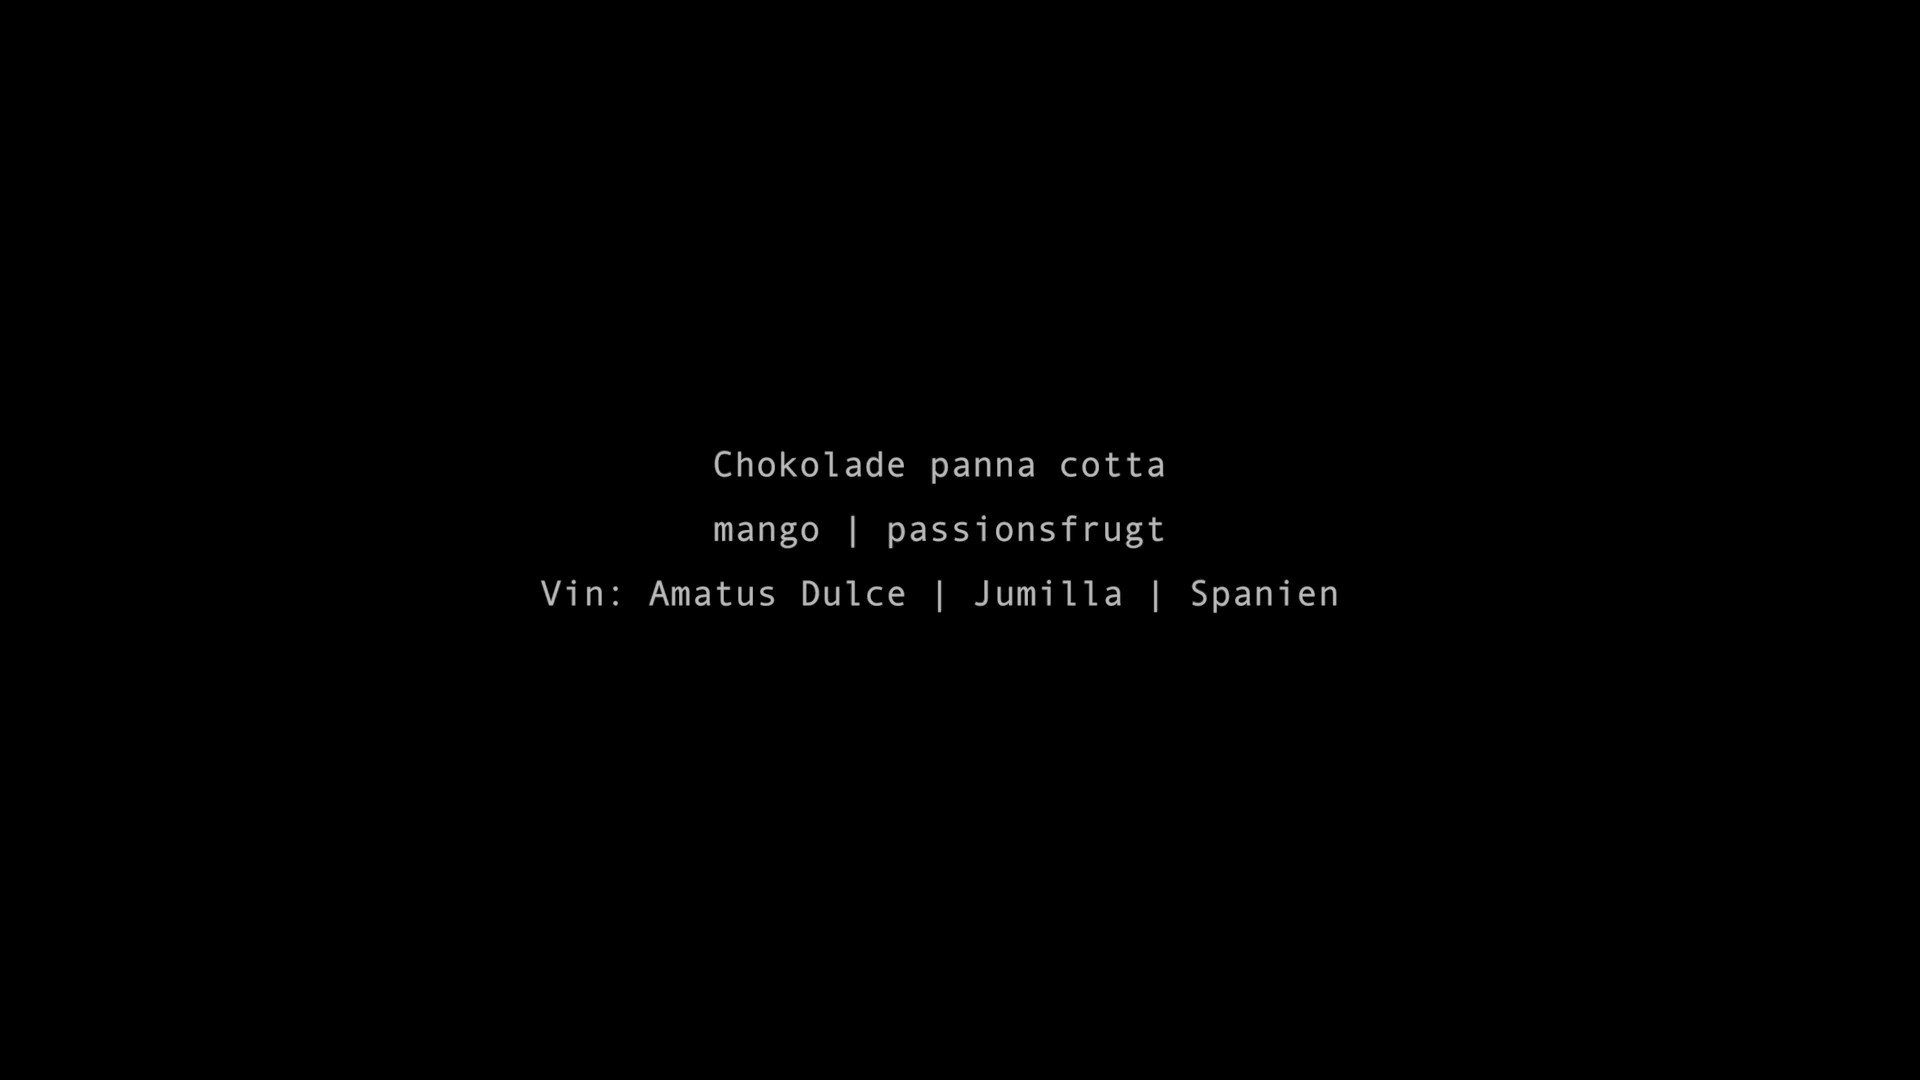 Chokolade panna cotta
mango | passionsfrugt
Vin: Amatus Dulce | Jumilla | Spanien